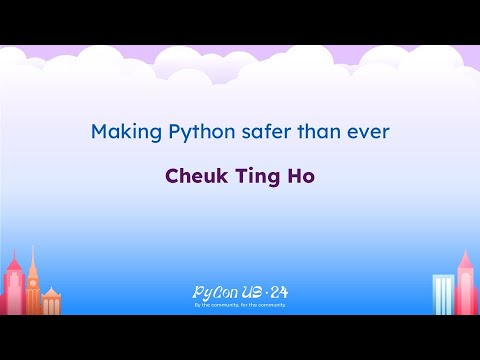 Making Python safer than ever
Cheuk Ting Ho
PyCon US · 24
By the community, for the community